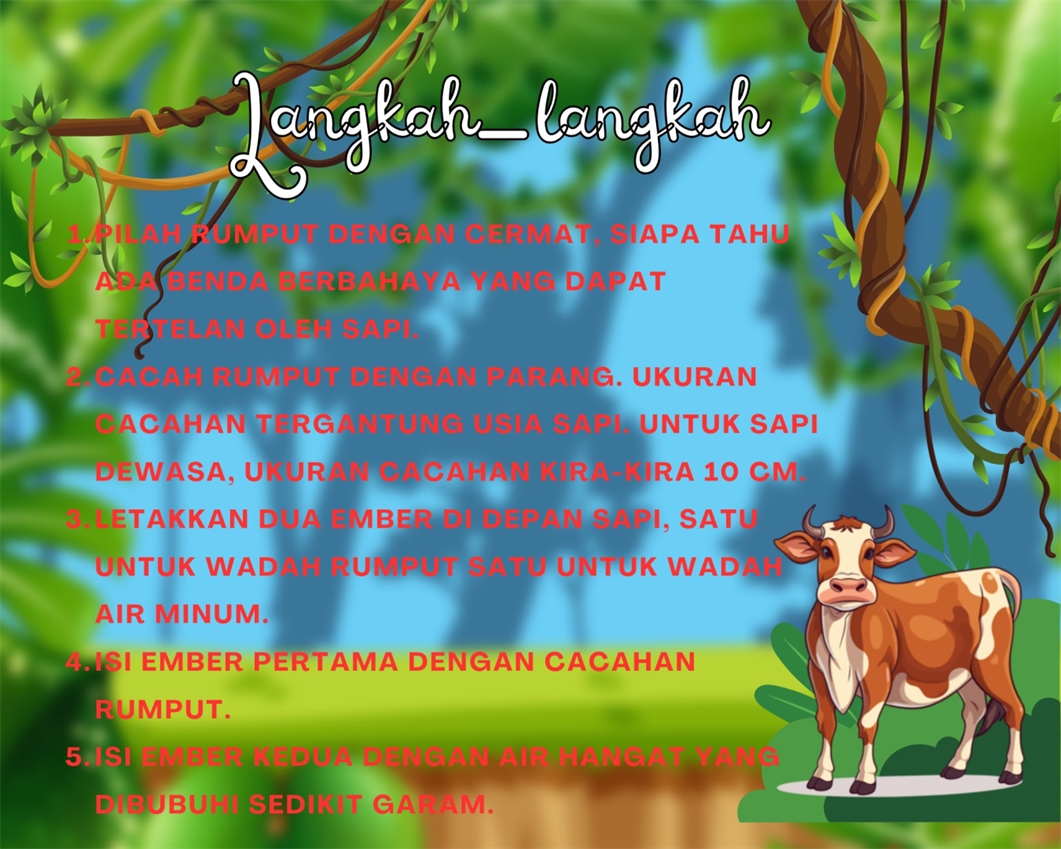 Langkah_langkah
1. PILAH RUMPUT DENGAN CERMAT, SIAPA TAHU
ADA BENDA BERBAHAYA YANG DAPAT
TERTELAN OLEH SAPI.
2. CACAH RUMPUT DENGAN PARANG. UKURAN
CACAHAN TERGANTUNG USIA SAPI. UNTUK SAPI
DEWASA, UKURAN CACAHAN KIRA-KIRA 10 CM.
3. LETAKKAN DUA EMBER DI DEPAN SAPI, SATU
UNTUK WADAH RUMPUT SATU UNTUK WADAH
AIR MINUM.
4. ISI EMBER PERTAMA DENGAN CACAHAN
RUMPUT.
5. ISI EMBER KEDUA DENGAN AIR HANGAT YANG
DIBUBUHI SEDIKIT GARAM.